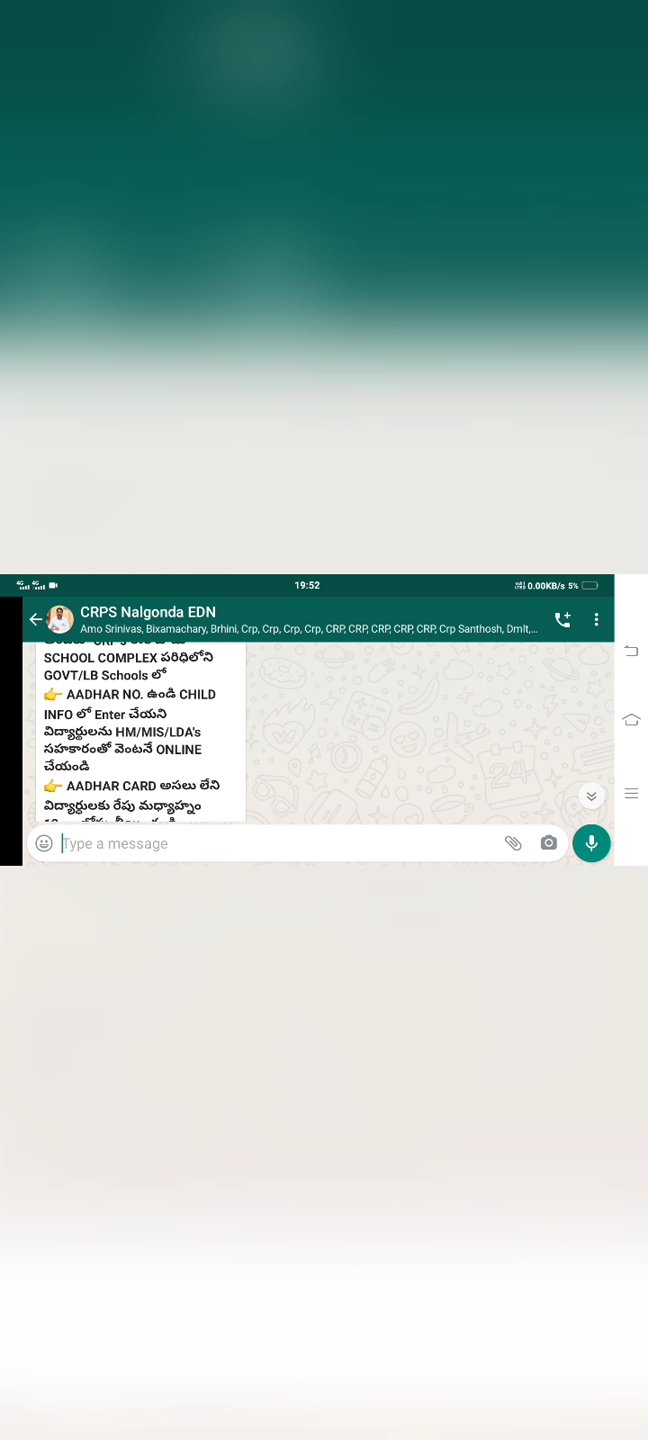 19:52
0.00KB/s 5%
CRPS Nalgonda EDN
Amo Srinivas, Bixamachary, Brhini, Crp, Crp, Crp, Crp, CRP, CRP, CRP, CRP, CRP, Crp Santhosh, Dmlt,...
SCHOOL COMPLEX పరిధిలోని
GOVT/LB Schools లో
👉 AADHAR NO. ఉండి CHILD
INFO లో Enter చేయని
విద్యార్థులను HM/MIS/LDA's
సహకారంతో వెంటనే ONLINE
చేయండి
👉 AADHAR CARD అసలు లేని
విద్యార్థులకు రేపు మధ్యాహ్నం
Type a message